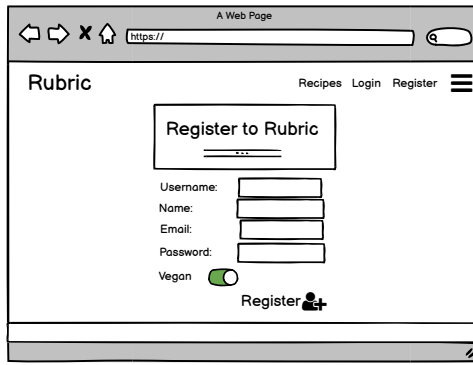 A Web Page
https://
Rubric
Recipes Login Register
Register to Rubric
Username:
Name:
Email:
Password:
Vegan
Register